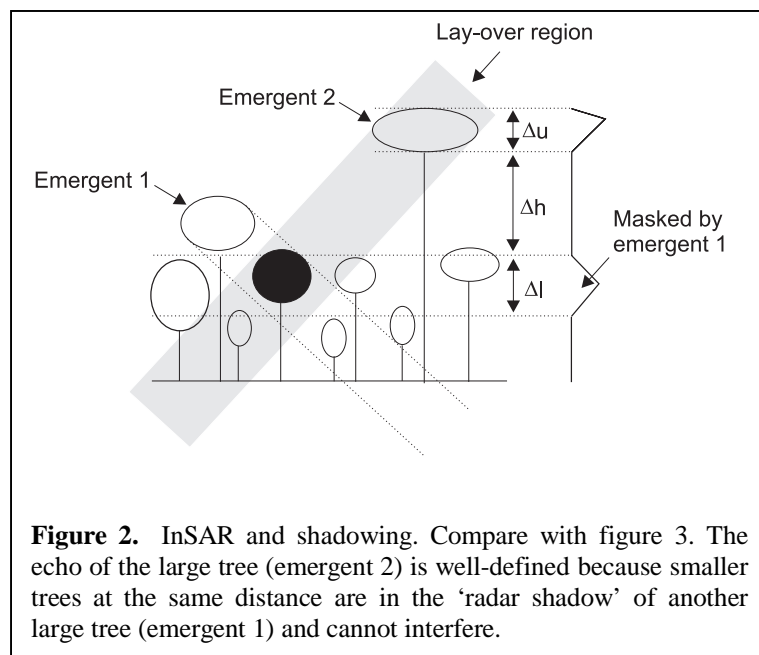 Lay-over region
Emergent 2
Δu
Emergent 1
Δh
Masked by
emergent 1
Δl
Figure 2. InSAR and shadowing. Compare with figure 3. The
echo of the large tree (emergent 2) is well-defined because smaller
trees at the same distance are in the ‘radar shadow’ of another
large tree (emergent 1) and cannot interfere.